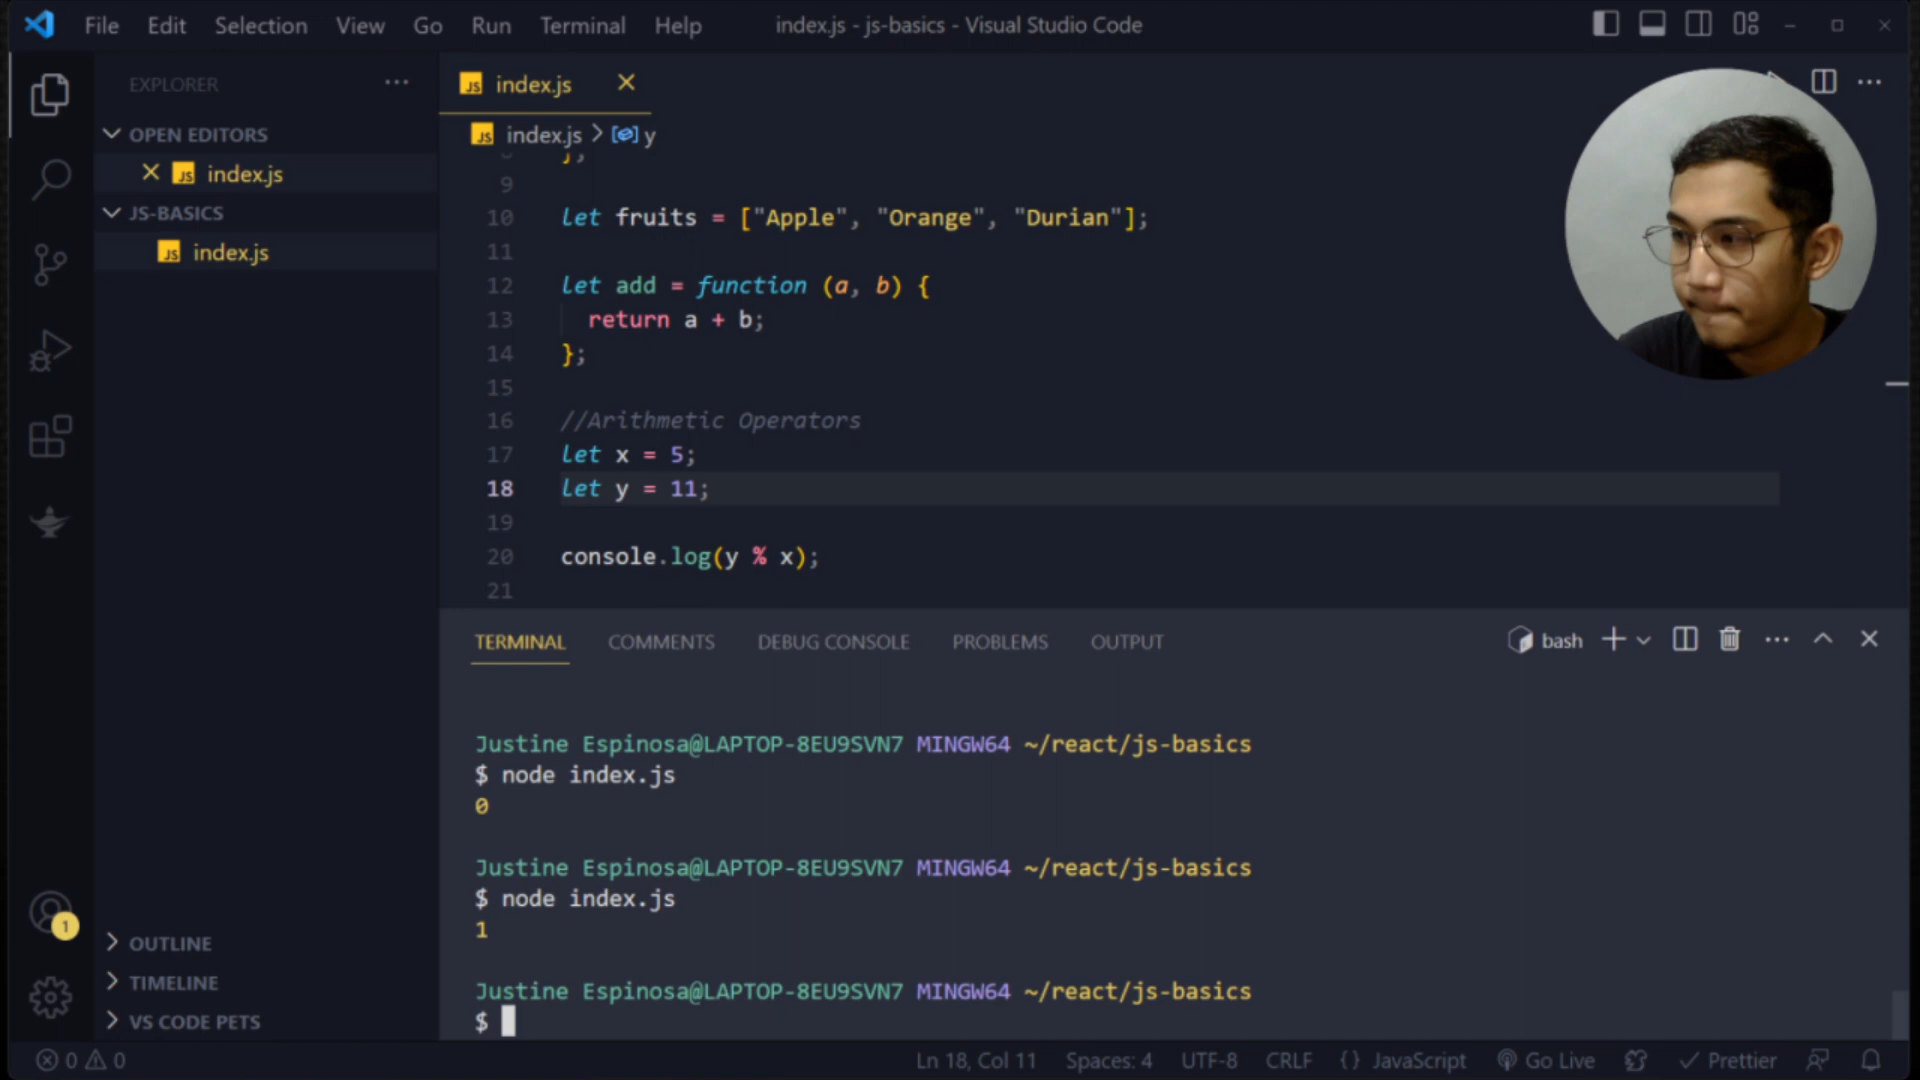 File Edit Selection View Go Run Terminal Help index.js - js-basics - Visual Studio Code
EXPLORER
OPEN EDITORS
JS index.js
JS-BASICS
JS index.js
OUTLINE
TIMELINE
VS CODE PETS
1
JS index.js
JS index.js > y
};
9
10 let fruits = ["Apple", "Orange", "Durian"];
11
12 let add = function (a, b) {
13 return a + b;
14 };
15
16 //Arithmetic Operators
17 let x = 5;
18 let y = 11;
19
20 console.log(y % x);
21
TERMINAL COMMENTS DEBUG CONSOLE PROBLEMS OUTPUT bash
Justine Espinosa@LAPTOP-8EU9SVN7 MINGW64 ~/react/js-basics
$ node index.js
0
Justine Espinosa@LAPTOP-8EU9SVN7 MINGW64 ~/react/js-basics
$ node index.js
1
Justine Espinosa@LAPTOP-8EU9SVN7 MINGW64 ~/react/js-basics
$
0 0 Ln 18, Col 11 Spaces: 4 UTF-8 CRLF {} JavaScript Go Live Prettier